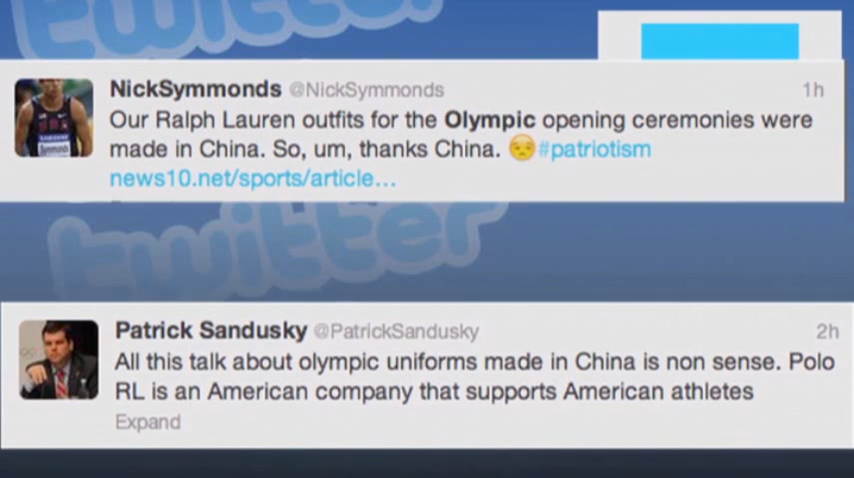 twitter
NickSymmonds @NickSymmonds 1h
Our Ralph Lauren outfits for the Olympic opening ceremonies were
made in China. So, um, thanks China. 😒 #patriotism
news10.net/sports/article...
twitter
Patrick Sandusky @PatrickSandusky 2h
All this talk about olympic uniforms made in China is non sense. Polo
RL is an American company that supports American athletes
Expand